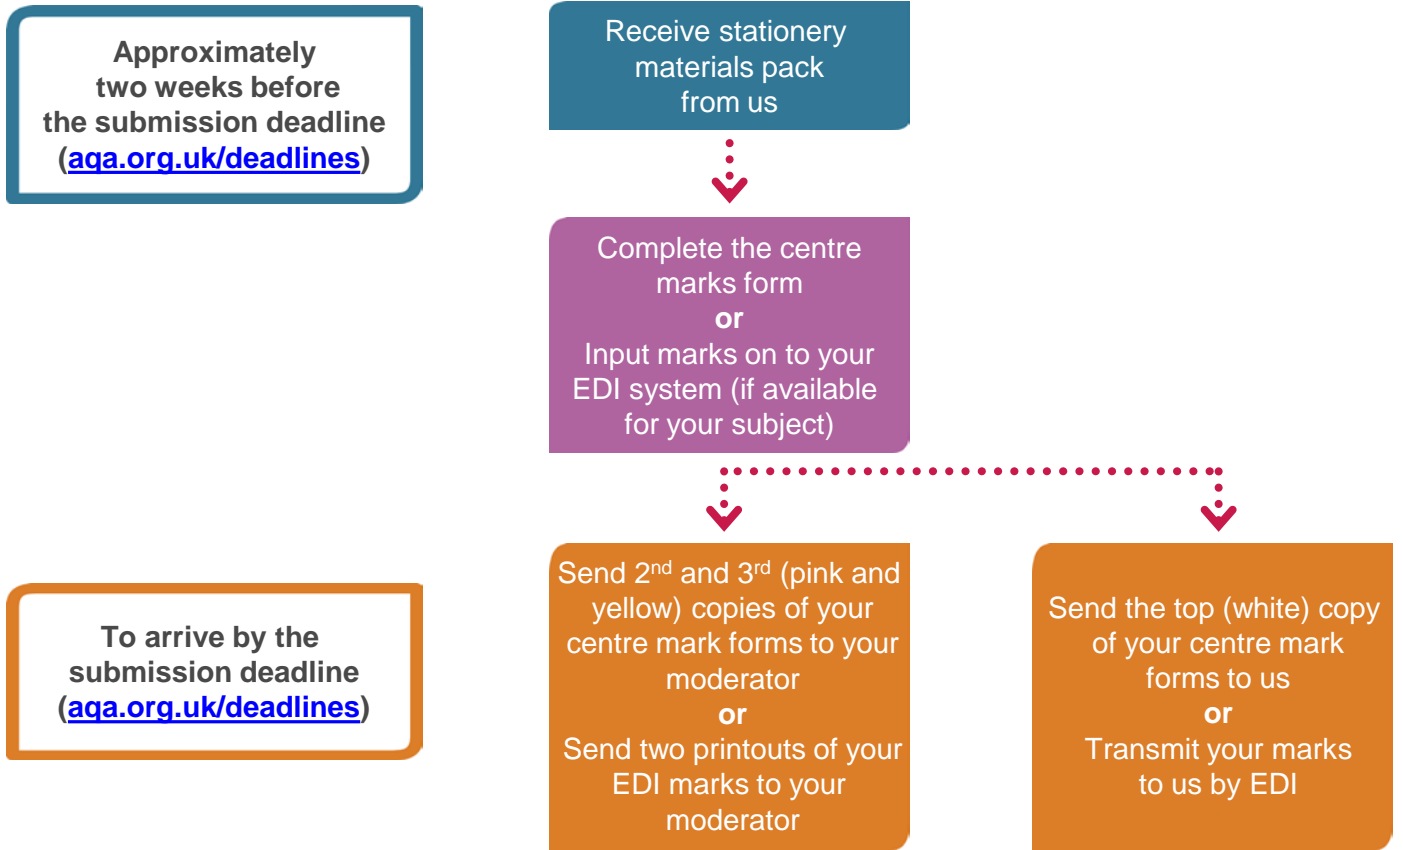 Approximately
two weeks before
the submission deadline
(aqa.org.uk/deadlines)
Receive stationery
materials pack
from us
Complete the centre
marks form
or
Input marks on to your
EDI system (if available
for your subject)
To arrive by the
submission deadline
(aqa.org.uk/deadlines)
Send 2nd and 3rd (pink and
yellow) copies of your
centre mark forms to your
moderator
or
Send two printouts of your
EDI marks to your
moderator
Send the top (white) copy
of your centre mark
forms to us
or
Transmit your marks
to us by EDI